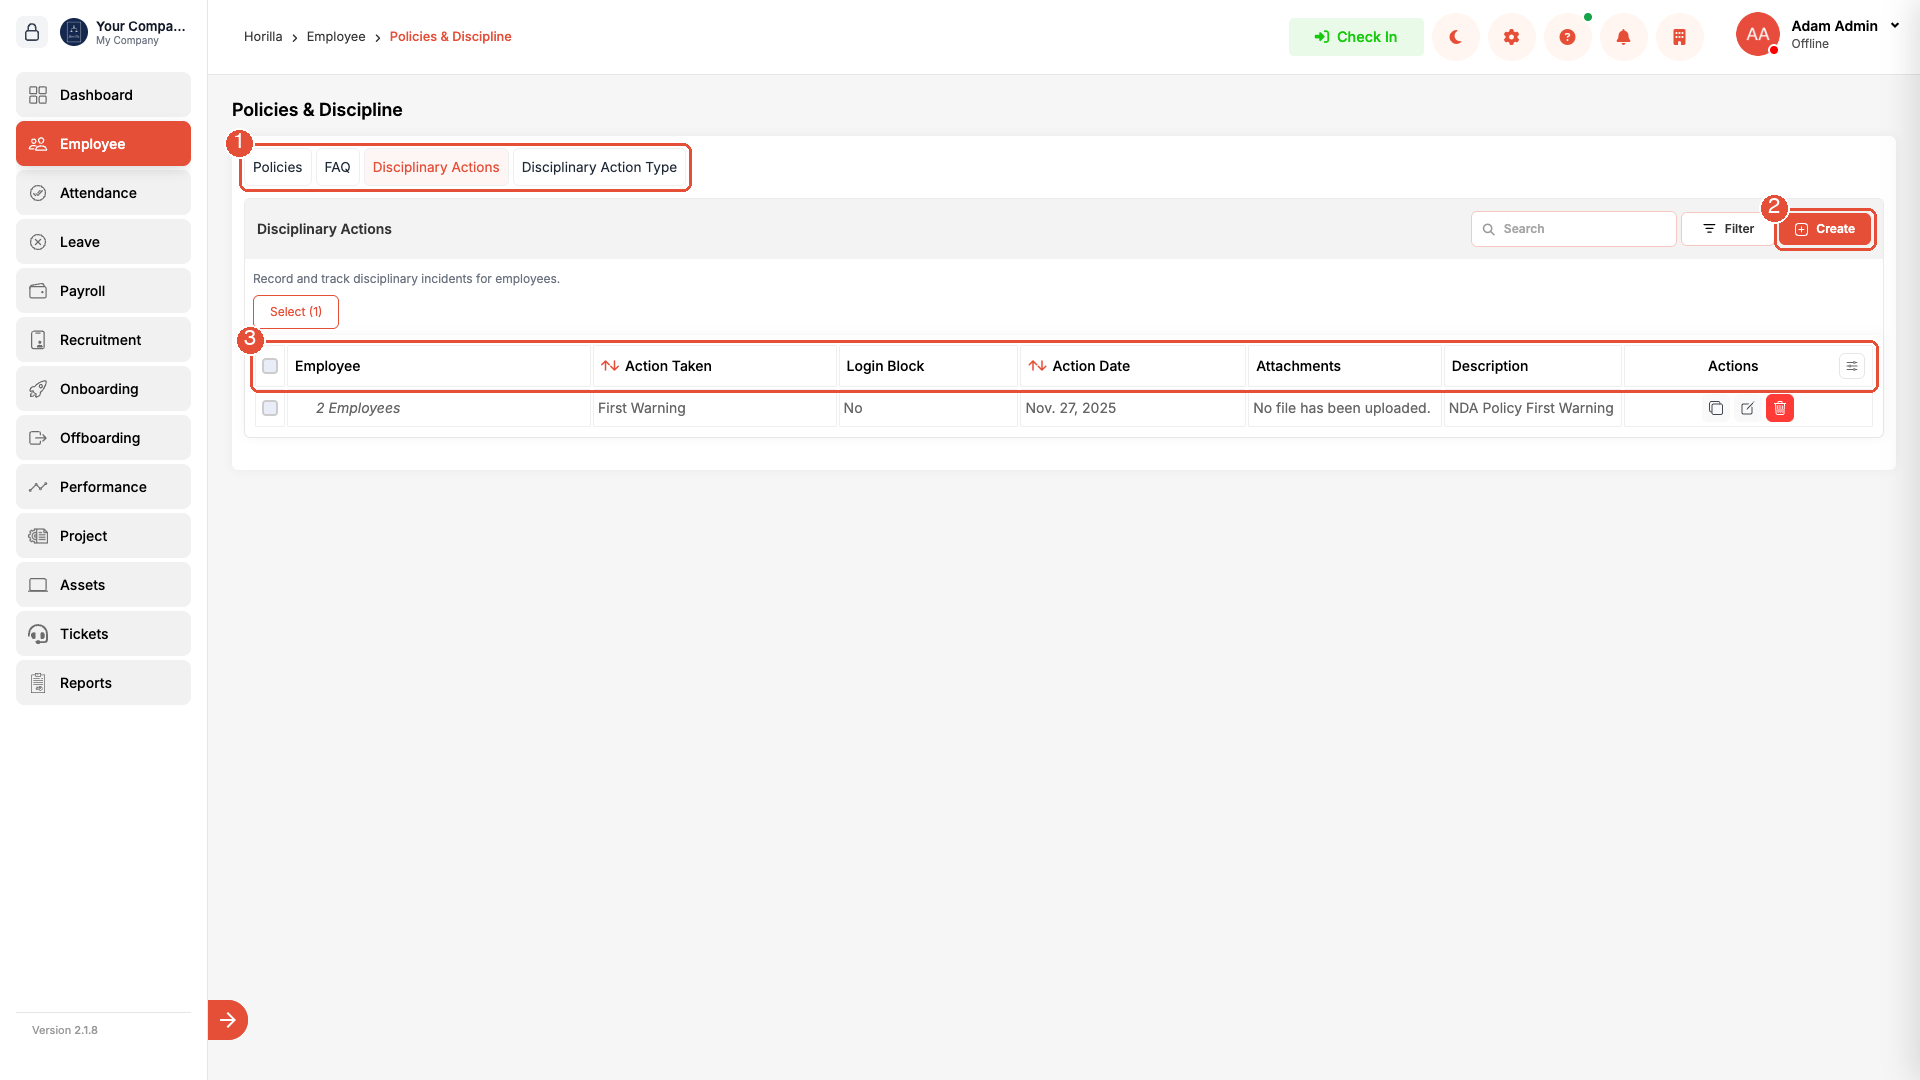 Your Compa...
My Company
Horilla > Employee > Policies & Discipline
Check In
AA
Adam Admin
Offline
Dashboard
Employee
Attendance
Leave
Payroll
Recruitment
Onboarding
Offboarding
Performance
Project
Assets
Tickets
Reports
Version 2.1.8
Policies & Discipline
1
Policies FAQ Disciplinary Actions Disciplinary Action Type
Disciplinary Actions
Search
Filter
2
Create
Record and track disciplinary incidents for employees.
Select (1)
3
Employee Action Taken Login Block Action Date Attachments Description Actions
2 Employees First Warning No Nov. 27, 2025 No file has been uploaded. NDA Policy First Warning